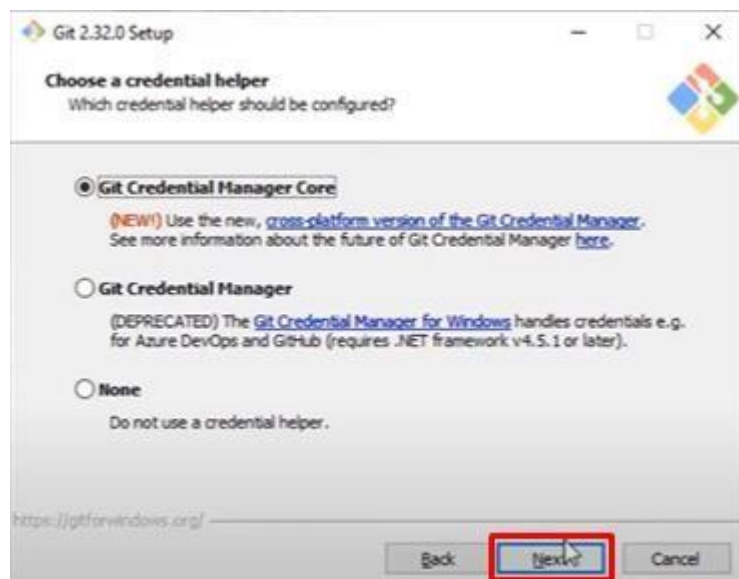 Git 2.32.0 Setup
Choose a credential helper
Which credential helper should be configured?
Git Credential Manager Core
(NEW!) Use the new, cross-platform version of the Git Credential Manager.
See more information about the future of Git Credential Manager here.
Git Credential Manager
(DEPRECATED) The Git Credential Manager for Windows handles credentials e.g.
for Azure DevOps and GitHub (requires .NET framework v4.5.1 or later).
None
Do not use a credential helper.
https://gitforwindows.org/
Back Next Cancel